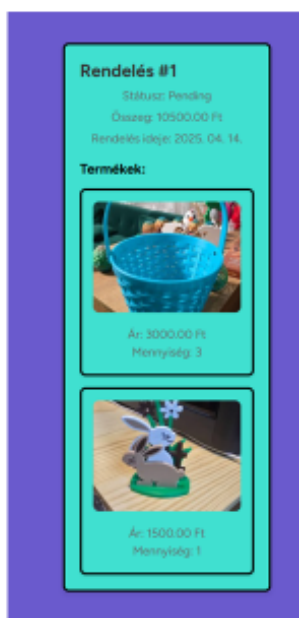 Rendelés #1
Státusz: Pending
Összeg: 10500.00 Ft
Rendelés ideje: 2025. 04. 14.
Termékek:
Ár: 3000.00 Ft
Mennyiség: 3
Ár: 1500.00 Ft
Mennyiség: 1